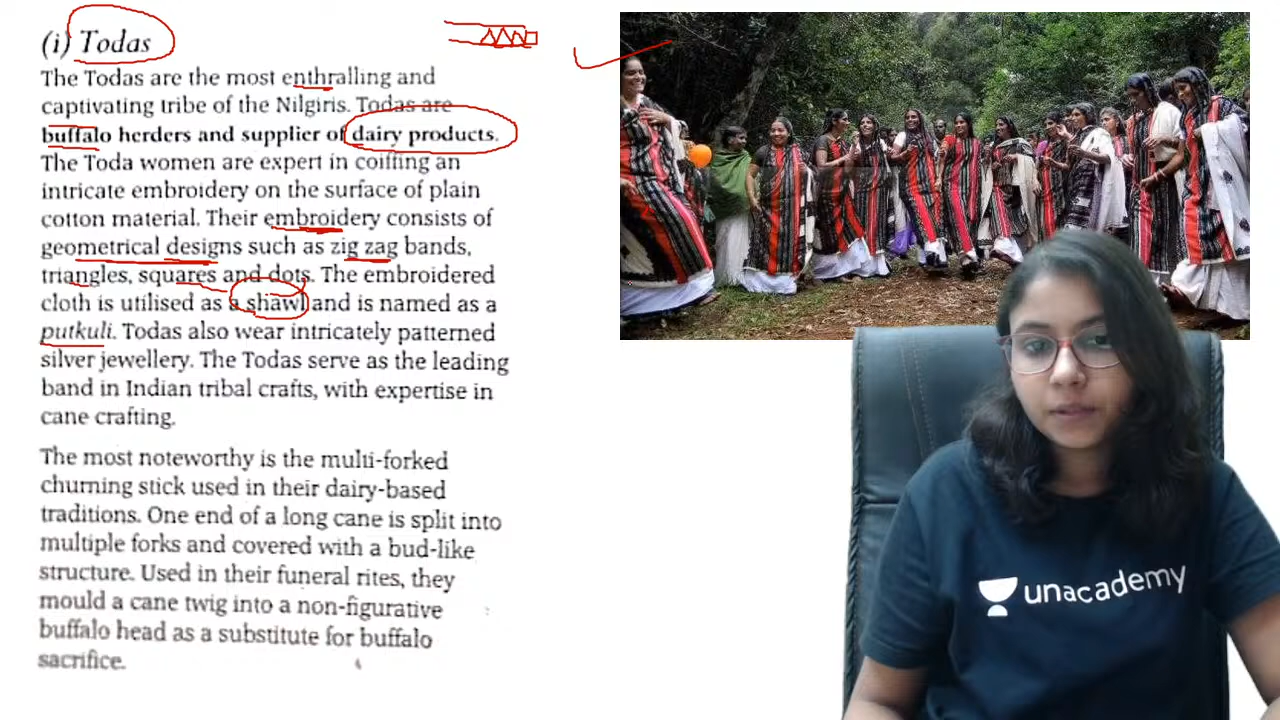 (i) Todas
The Todas are the most enthralling and
captivating tribe of the Nilgiris. Todas are
buffalo herders and supplier of dairy products.
The Toda women are expert in coiffing an
intricate embroidery on the surface of plain
cotton material. Their embroidery consists of
geometrical designs such as zig zag bands,
triangles, squares and dots. The embroidered
cloth is utilised as a shawl and is named as a
putkuli. Todas also wear intricately patterned
silver jewellery. The Todas serve as the leading
band in Indian tribal crafts, with expertise in
cane crafting.
The most noteworthy is the multi-forked
churning stick used in their dairy-based
traditions. One end of a long cane is split into
multiple forks and covered with a bud-like
structure. Used in their funeral rites, they
mould a cane twig into a non-figurative
buffalo head as a substitute for buffalo
sacrifice.
unacademy